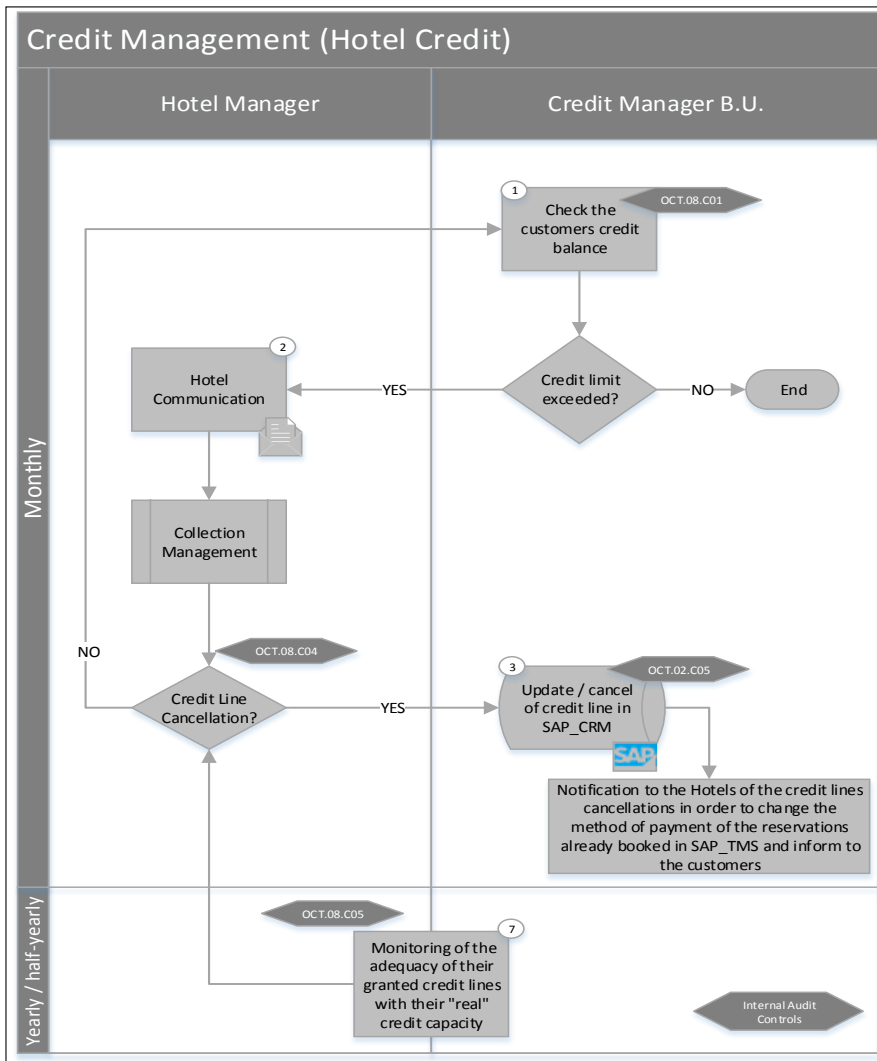 Credit Management (Hotel Credit)
Hotel Manager
Credit Manager B.U.
Monthly
1
OCT.08.C01
Check the
customers credit
balance
2
Hotel
Communication
YES
Credit limit
exceeded?
NO
End
Collection
Management
NO
OCT.08.C04
Credit Line
Cancellation?
YES
3
OCT.02.C05
Update / cancel
of credit line in
SAP_CRM
SAP
Notification to the Hotels of the credit lines
cancellations in order to change the
method of payment of the reservations
already booked in SAP_TMS and inform to
the customers
Yearly / half-yearly
OCT.08.C05
7
Monitoring of the
adequacy of their
granted credit lines
with their "real"
credit capacity
Internal Audit
Controls